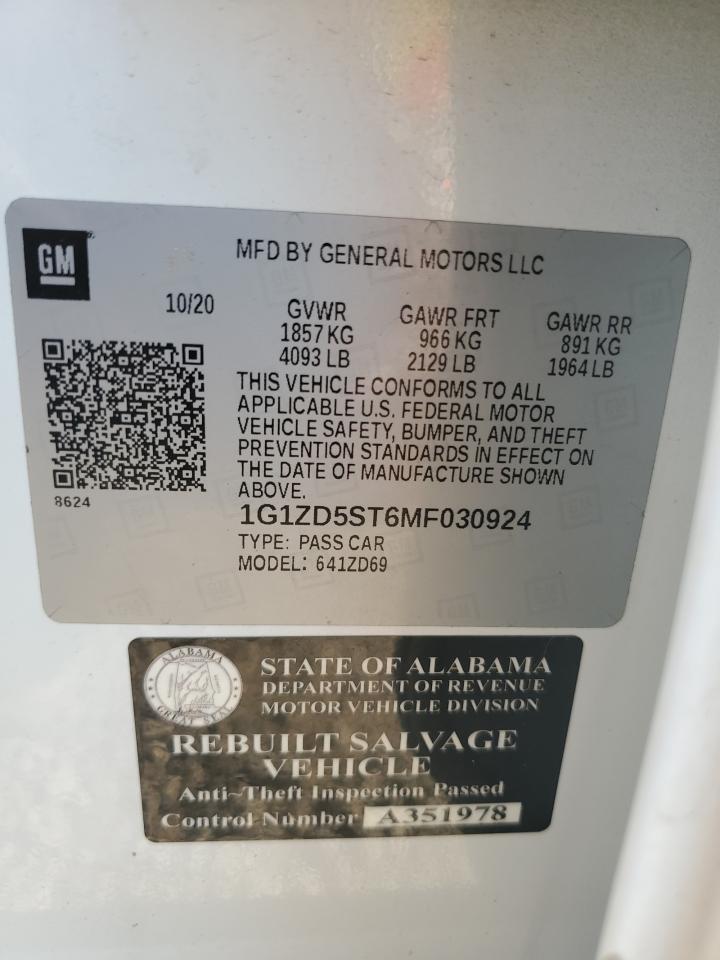 GM
MFD BY GENERAL MOTORS LLC
10/20
GVWR
1857 KG
4093 LB
GAWR FRT
966 KG
2129 LB
GAWR RR
891 KG
1964 LB
8624
THIS VEHICLE CONFORMS TO ALL
APPLICABLE U.S. FEDERAL MOTOR
VEHICLE SAFETY, BUMPER, AND THEFT
PREVENTION STANDARDS IN EFFECT ON
THE DATE OF MANUFACTURE SHOWN
ABOVE.
1G1ZD5ST6MF030924
TYPE: PASS CAR
MODEL: 641ZD69
ALABAMA
GREAT SEAL
STATE OF ALABAMA
DEPARTMENT OF REVENUE
MOTOR VEHICLE DIVISION
REBUILT SALVAGE
VEHICLE
Anti~Theft Inspection Passed
Control Number A351978